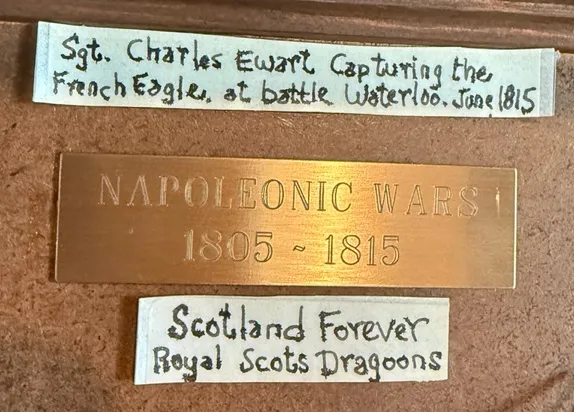 Sgt. Charles Ewart Capturing the
French Eagle, at battle Waterloo. June 1815
NAPOLEONIC WARS
1805 ~ 1815
Scotland Forever
Royal Scots Dragoons